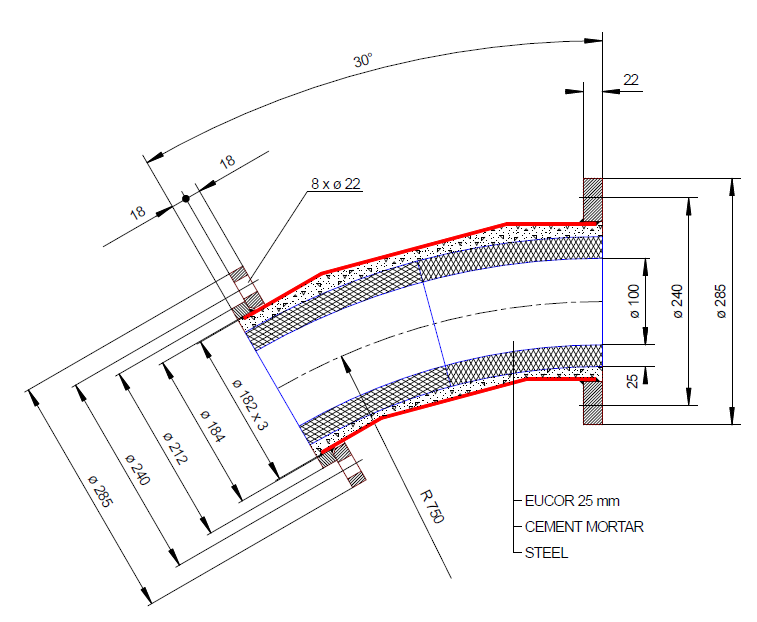 30°
22
18
8 x ø 22
18
ø 100
ø 240
ø 285
25
ø 182 x 3
ø 184
ø 212
ø 240
ø 285
R 750
EUCOR 25 mm
CEMENT MORTAR
STEEL